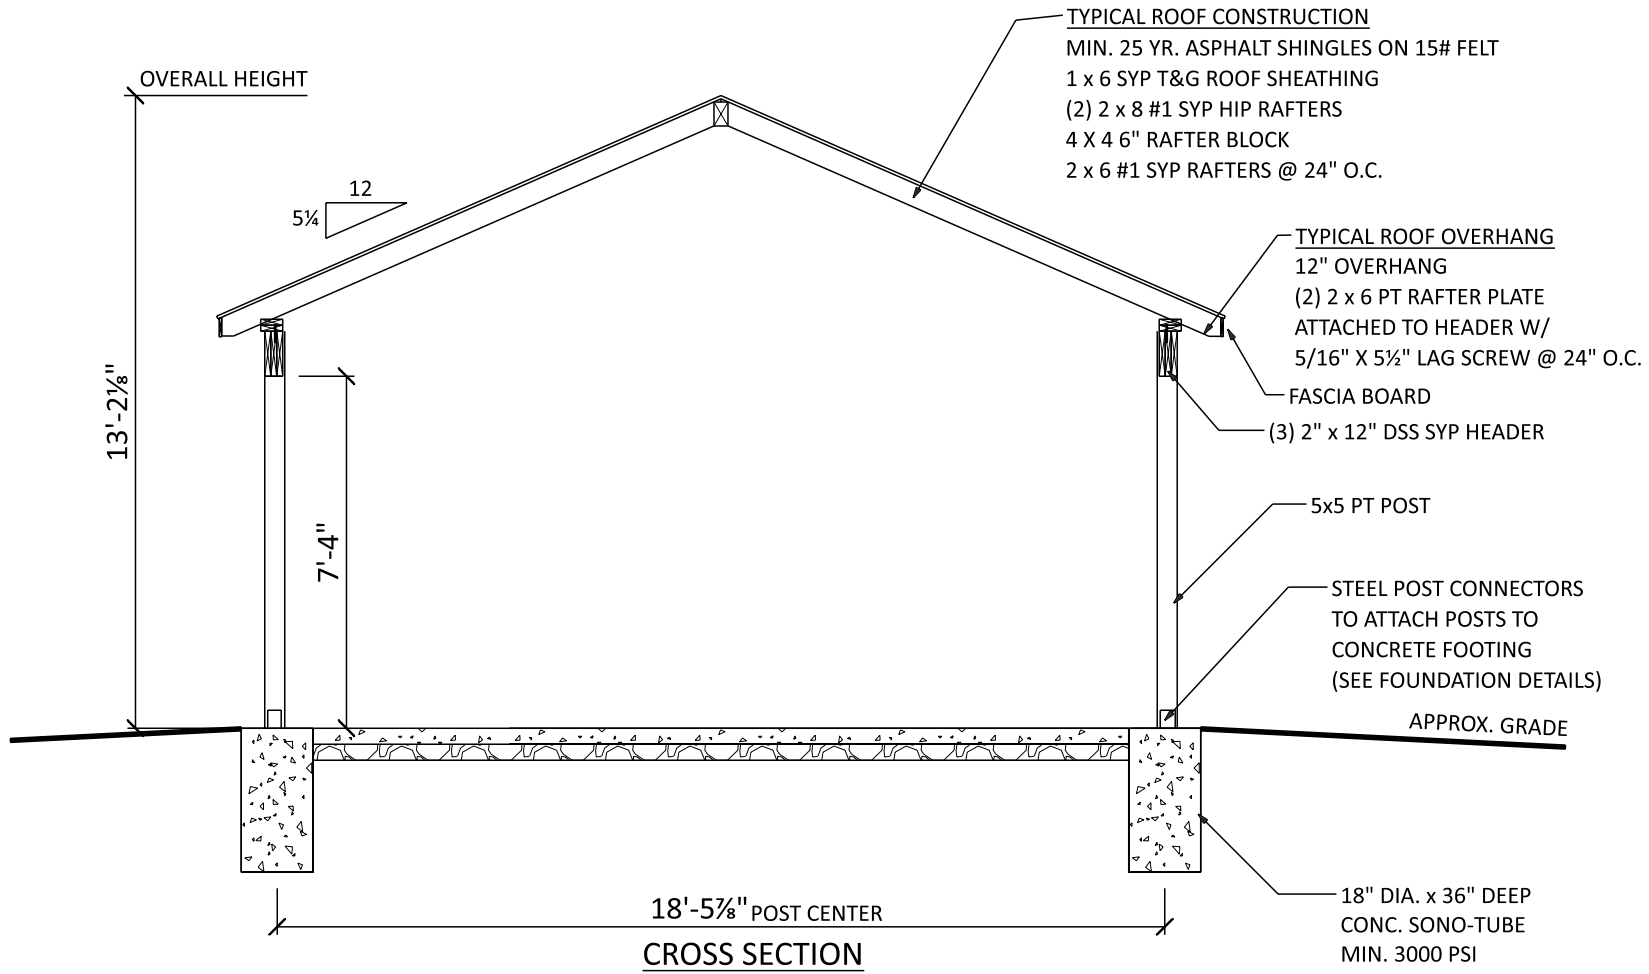 OVERALL HEIGHT
13'-2⅛"
12
5¼
7'-4"
TYPICAL ROOF CONSTRUCTION
MIN. 25 YR. ASPHALT SHINGLES ON 15# FELT
1 x 6 SYP T&G ROOF SHEATHING
(2) 2 x 8 #1 SYP HIP RAFTERS
4 X 4 6" RAFTER BLOCK
2 x 6 #1 SYP RAFTERS @ 24" O.C.
TYPICAL ROOF OVERHANG
12" OVERHANG
(2) 2 x 6 PT RAFTER PLATE
ATTACHED TO HEADER W/
5/16" X 5½" LAG SCREW @ 24" O.C.
FASCIA BOARD
(3) 2" x 12" DSS SYP HEADER
5x5 PT POST
STEEL POST CONNECTORS
TO ATTACH POSTS TO
CONCRETE FOOTING
(SEE FOUNDATION DETAILS)
APPROX. GRADE
18" DIA. x 36" DEEP
CONC. SONO-TUBE
MIN. 3000 PSI
18'-5⅞" POST CENTER
CROSS SECTION